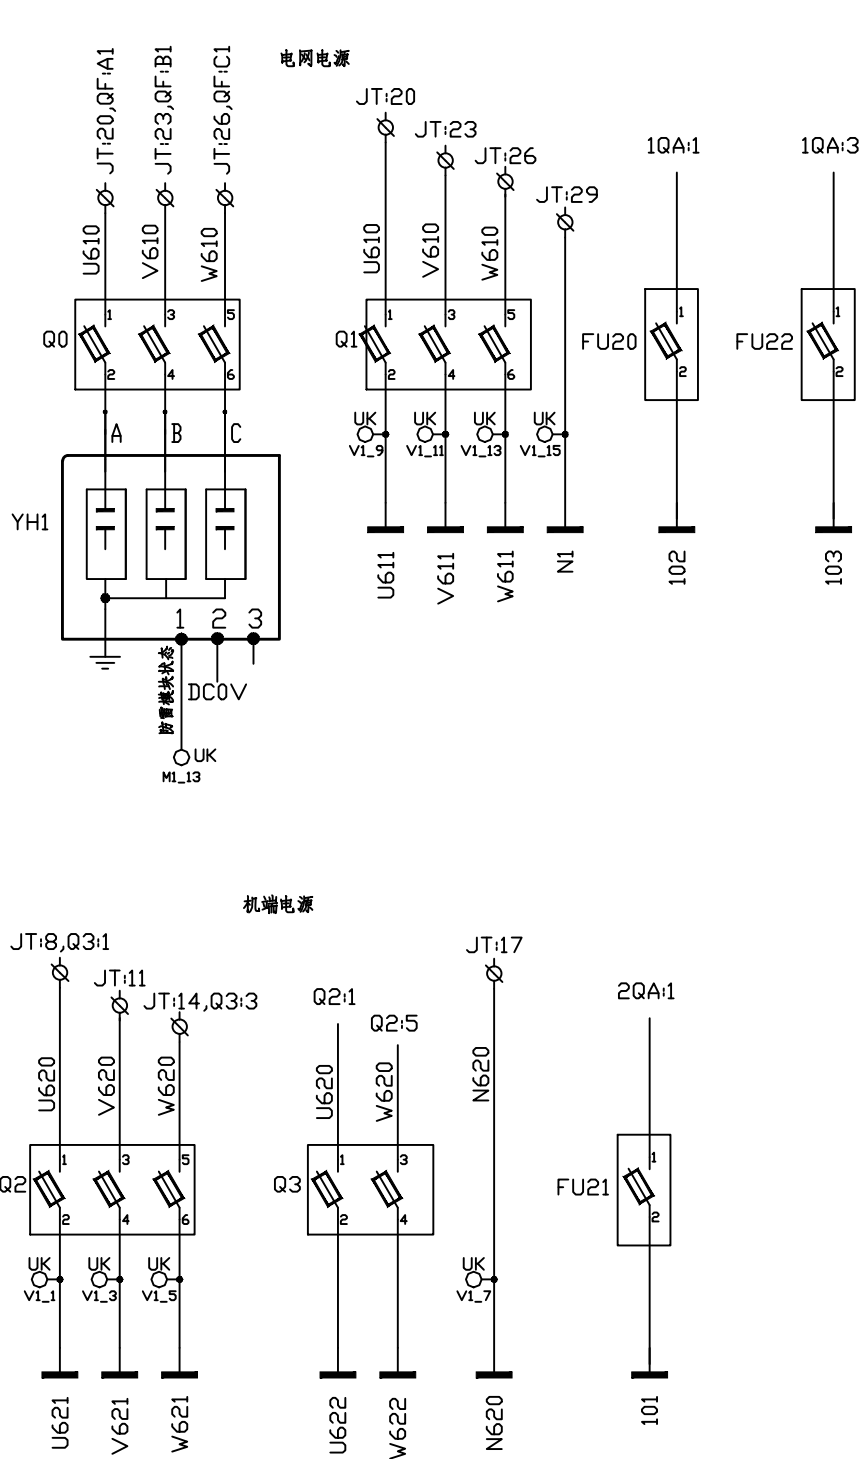 电网电源
JT:20,QF:A1
JT:23,QF:B1
JT:26,QF:C1
JT:20
JT:23
JT:26
JT:29
1QA:1
1QA:3
U610
V610
W610
U610
V610
W610
Q0
1
3
5
2
4
6
Q1
1
3
5
2
4
6
FU20
1
2
FU22
1
2
A
B
C
UK
V1_9
UK
V1_11
UK
V1_13
UK
V1_15
YH1
U611
V611
W611
N1
102
103
1
2
3
防雷模块状态
DC0V
UK
M1_13
机端电源
JT:8,Q3:1
JT:11
JT:14,Q3:3
Q2:1
Q2:5
JT:17
2QA:1
U620
V620
W620
U620
W620
N620
Q2
1
3
5
2
4
6
Q3
1
3
2
4
FU21
1
2
UK
V1_1
UK
V1_3
UK
V1_5
UK
V1_7
U621
V621
W621
U622
W622
N620
101